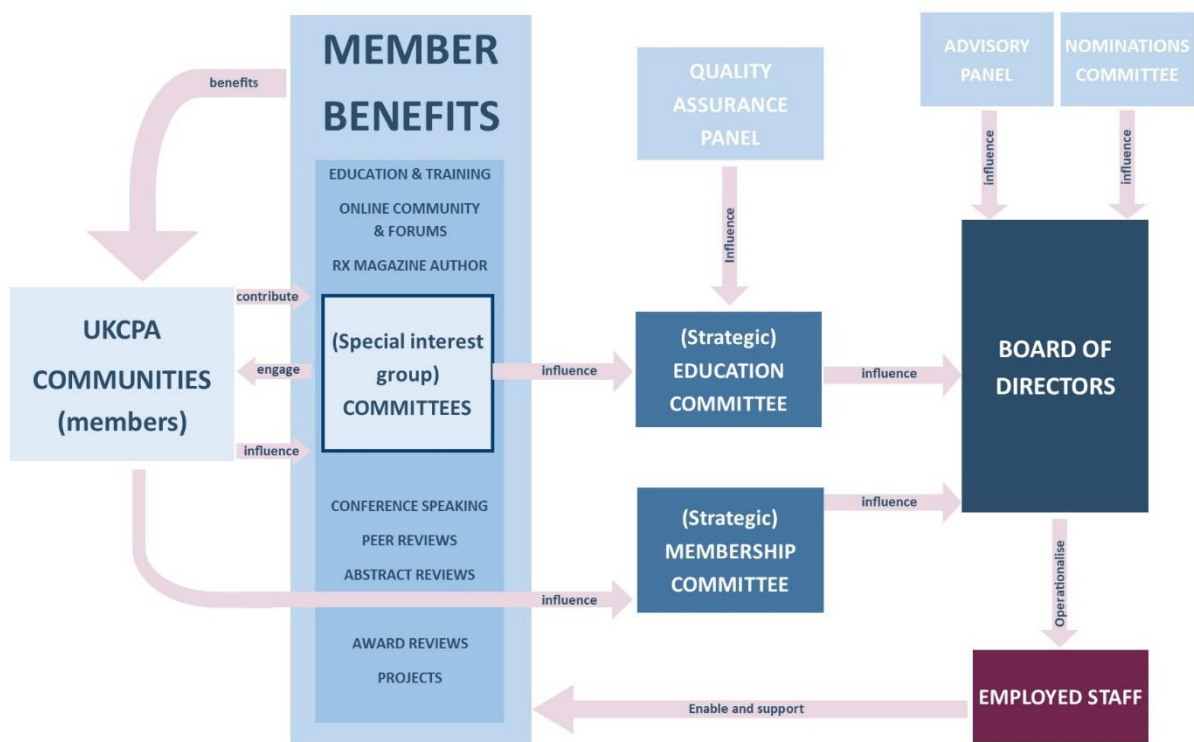 MEMBER
BENEFITS
benefits
EDUCATION & TRAINING
ONLINE COMMUNITY
& FORUMS
RX MAGAZINE AUTHOR
UKCPA
COMMUNITIES
(members)
contribute
engage
influence
(Special interest
group)
COMMITTEES
influence
CONFERENCE SPEAKING
PEER REVIEWS
ABSTRACT REVIEWS
influence
AWARD REVIEWS
PROJECTS
QUALITY
ASSURANCE
PANEL
Influence
(Strategic)
EDUCATION
COMMITTEE
influence
(Strategic)
MEMBERSHIP
COMMITTEE
influence
ADVISORY
PANEL
NOMINATIONS
COMMITTEE
influence
influence
BOARD OF
DIRECTORS
Operationalise
EMPLOYED STAFF
Enable and support